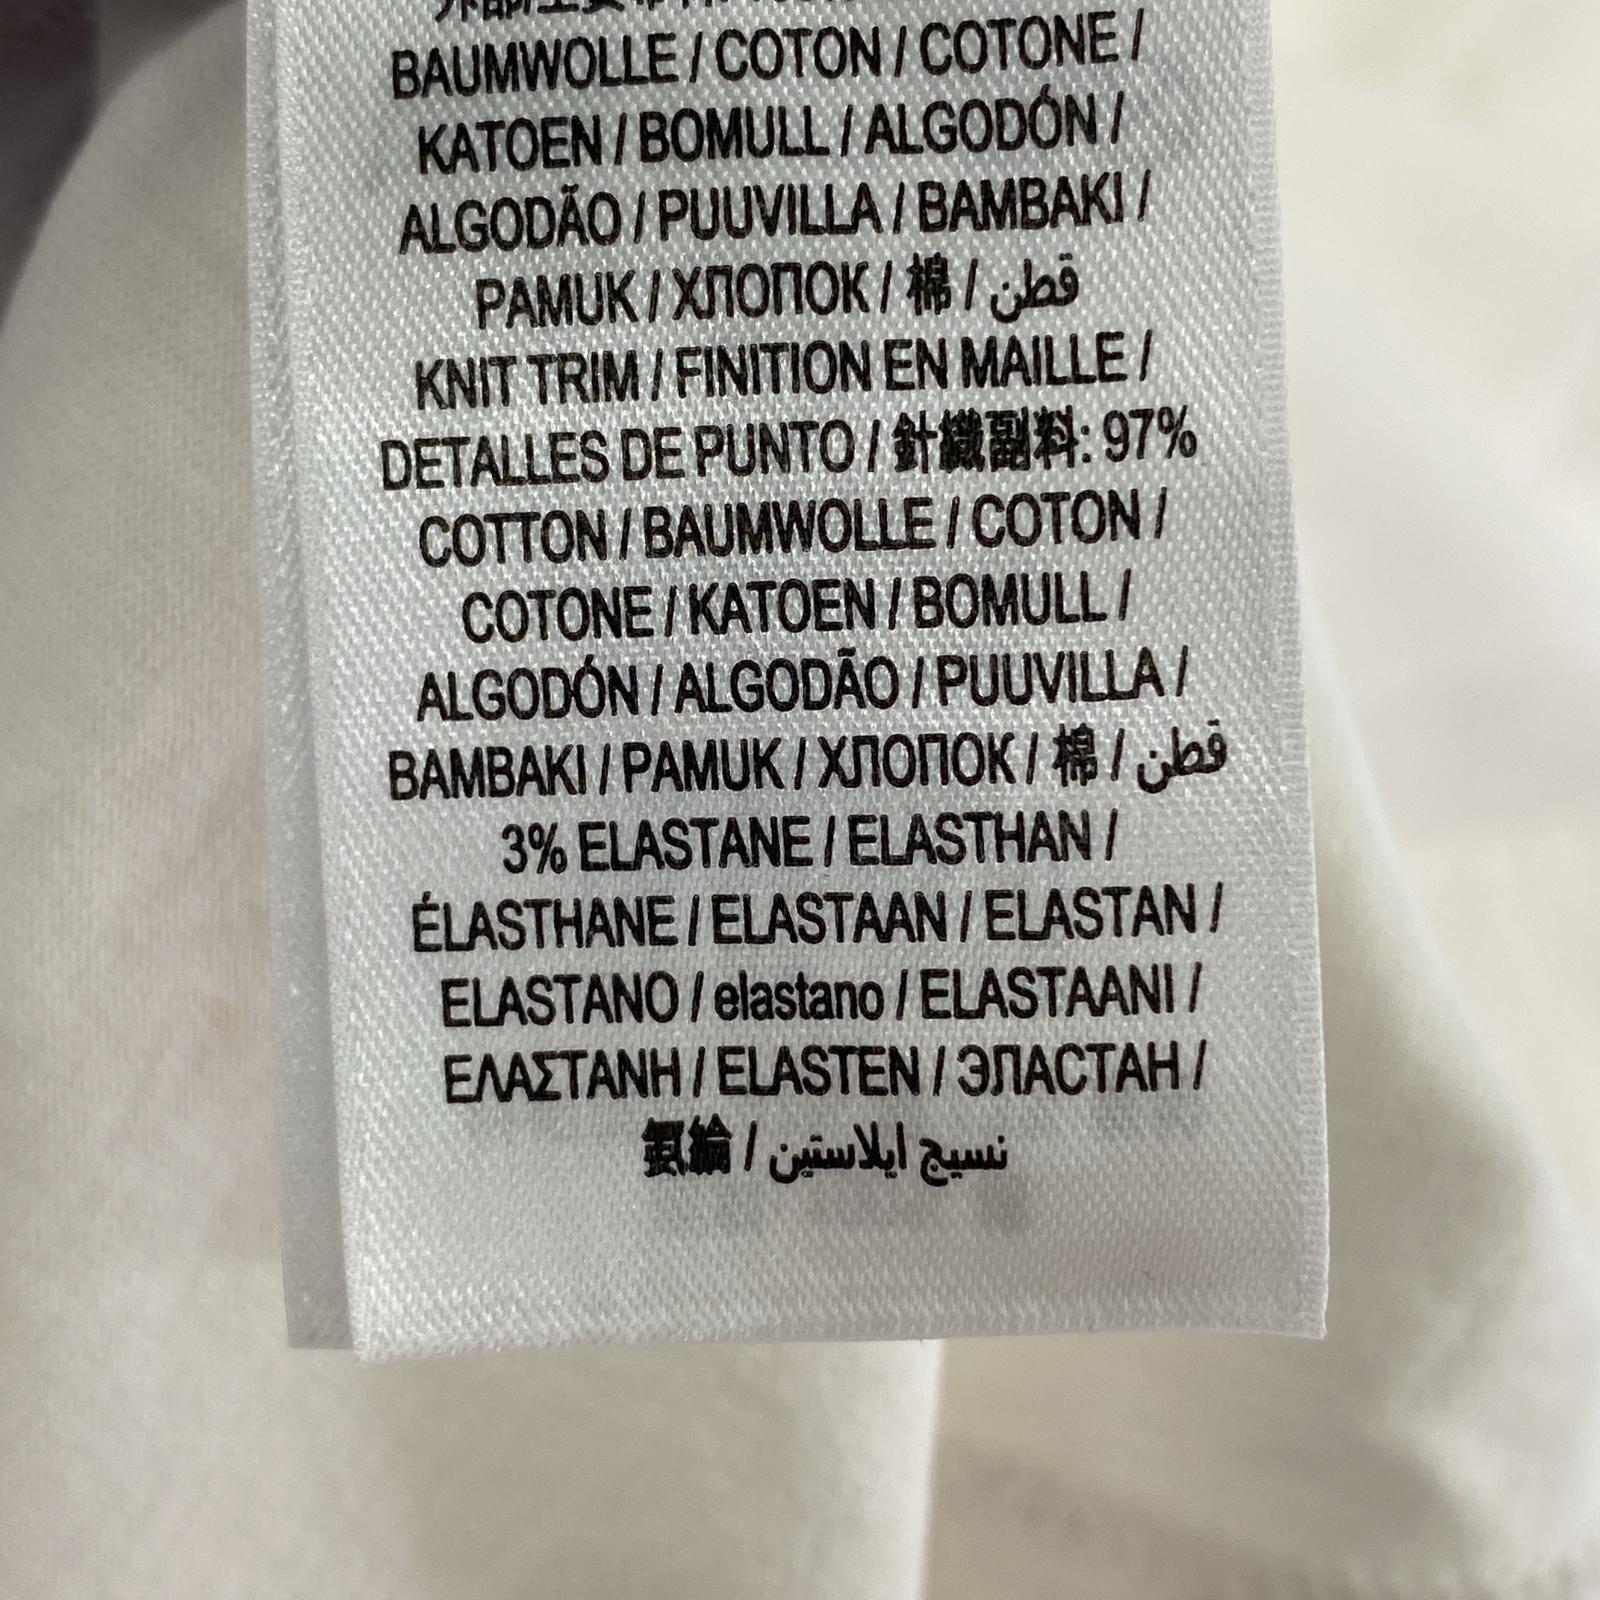 BAUMWOLLE / COTON / COTONE /
KATOEN / BOMULL / ALGODÓN /
ALGODÃO / PUUVILLA / BAMBAKI /
PAMUK / ХЛОПОК / 棉 / قطن
KNIT TRIM / FINITION EN MAILLE /
DETALLES DE PUNTO / 針織副料: 97%
COTTON / BAUMWOLLE / COTON /
COTONE / KATOEN / BOMULL /
ALGODÓN / ALGODÃO / PUUVILLA /
BAMBAKI / PAMUK / ХЛОПОК / 棉 / قطن
3% ELASTANE / ELASTHAN /
ÉLASTHANE / ELASTAAN / ELASTAN /
ELASTANO / elastano / ELASTAANI /
ΕΛΑΣΤΑΝΗ / ELASTEN / ЭЛАСТАН /
氨綸 / نسيج ايلاستين